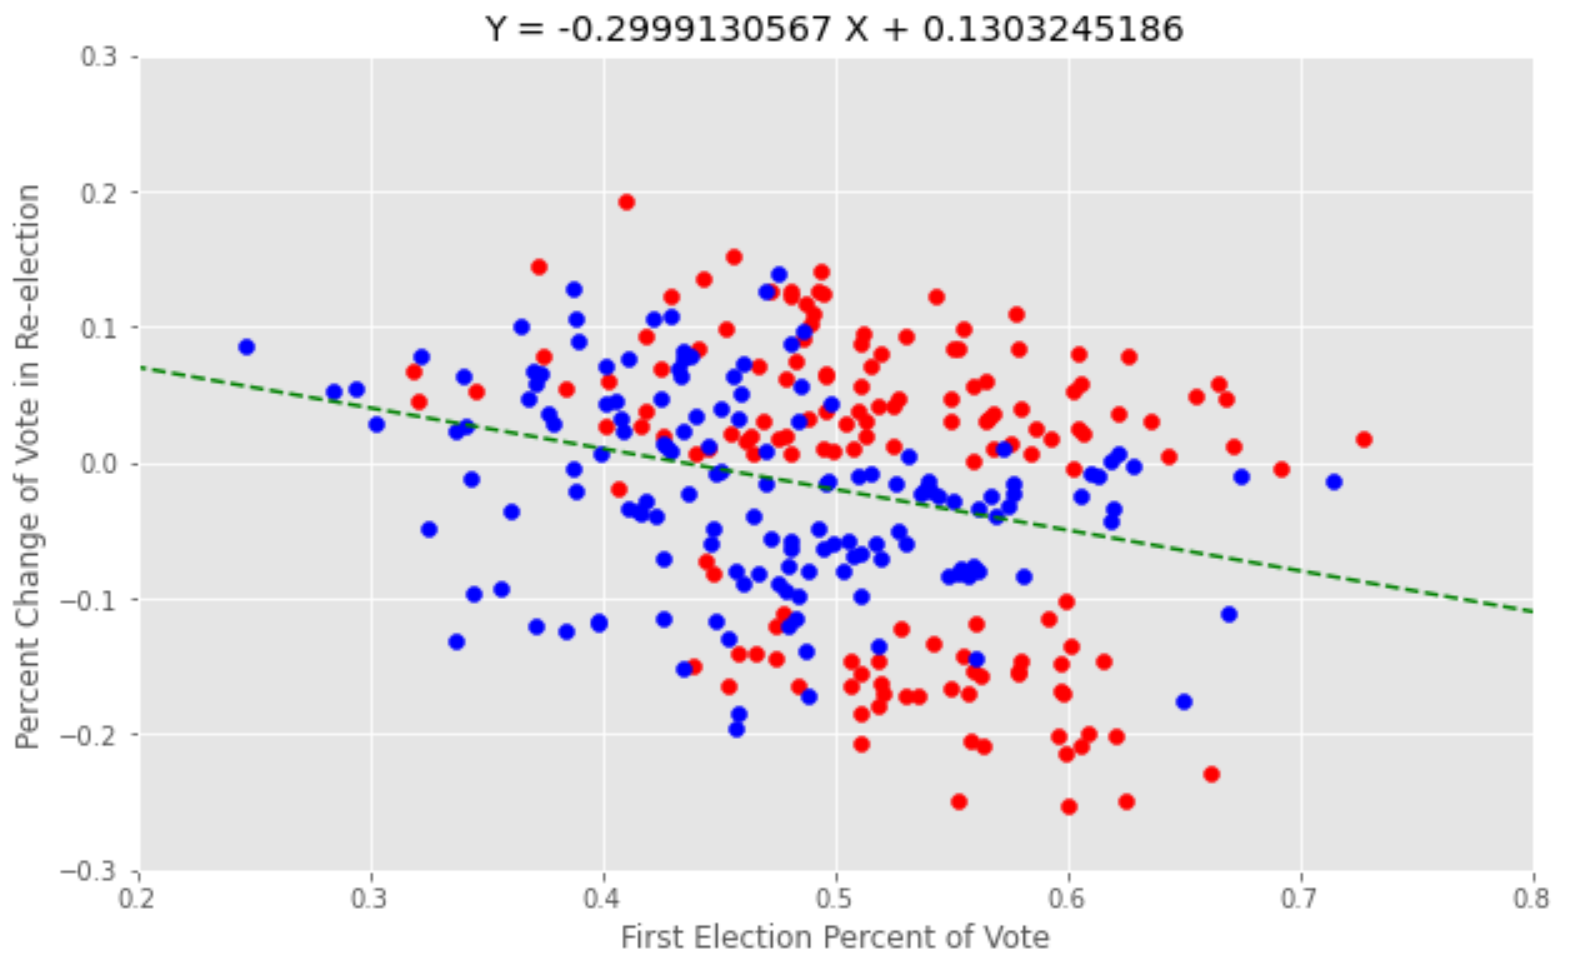 Y = -0.2999130567 X + 0.1303245186
0.3
0.2
0.1
0.0
−0.1
−0.2
−0.3
Percent Change of Vote in Re-election
0.2 0.3 0.4 0.5 0.6 0.7 0.8
First Election Percent of Vote